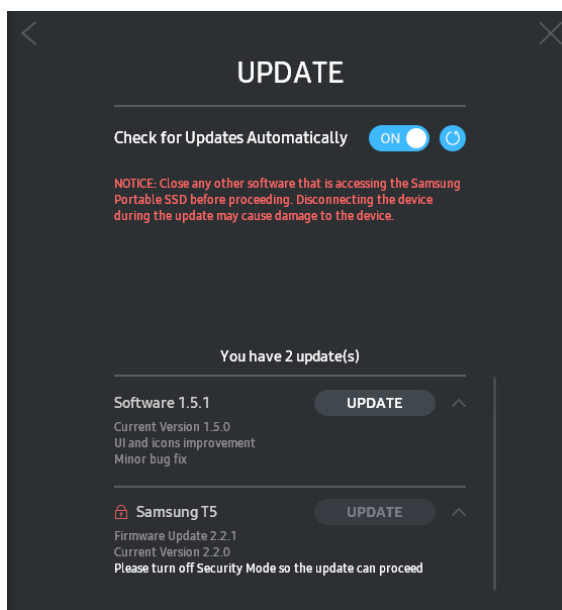 UPDATE
Check for Updates Automatically ON
NOTICE: Close any other software that is accessing the Samsung
Portable SSD before proceeding. Disconnecting the device
during the update may cause damage to the device.
You have 2 update(s)
Software 1.5.1 UPDATE
Current Version 1.5.0
UI and icons improvement
Minor bug fix
Samsung T5 UPDATE
Firmware Update 2.2.1
Current Version 2.2.0
Please turn off Security Mode so the update can proceed